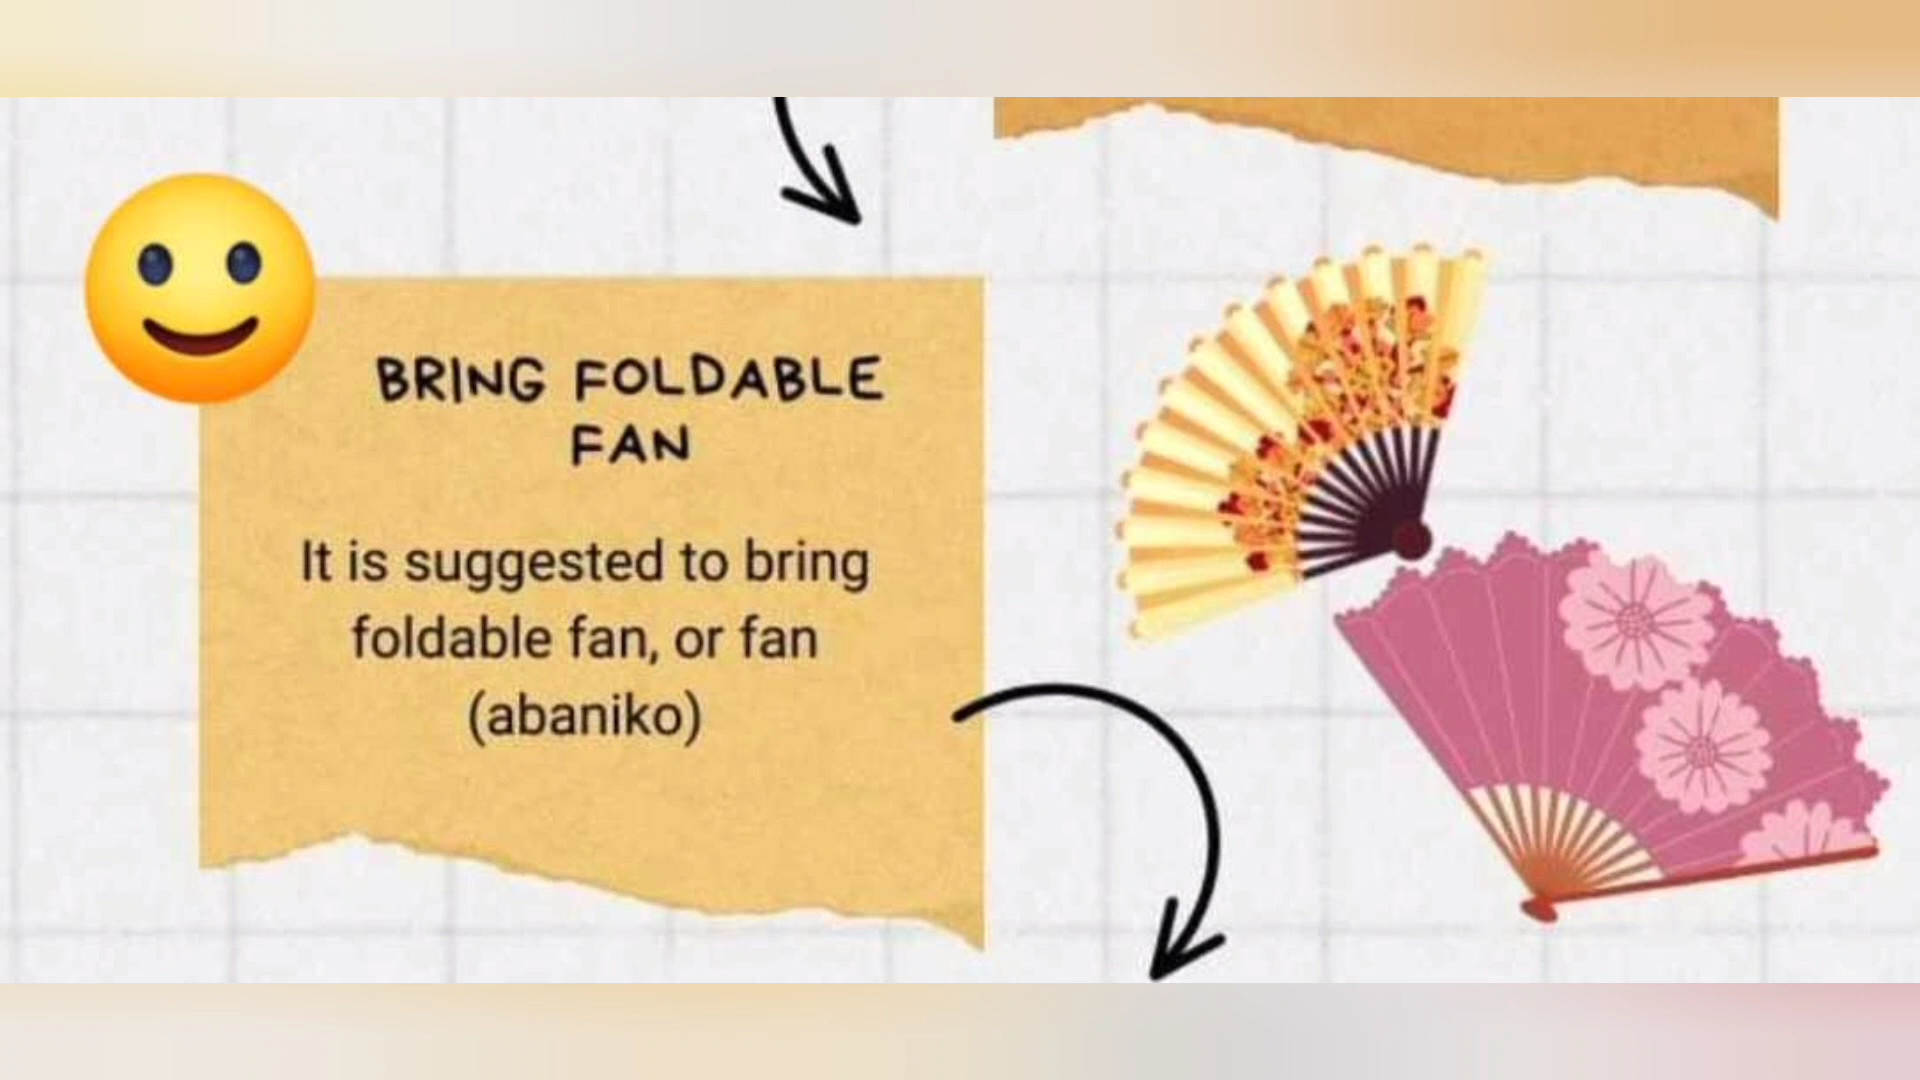 BRING FOLDABLE
FAN
It is suggested to bring
foldable fan, or fan
(abaniko)